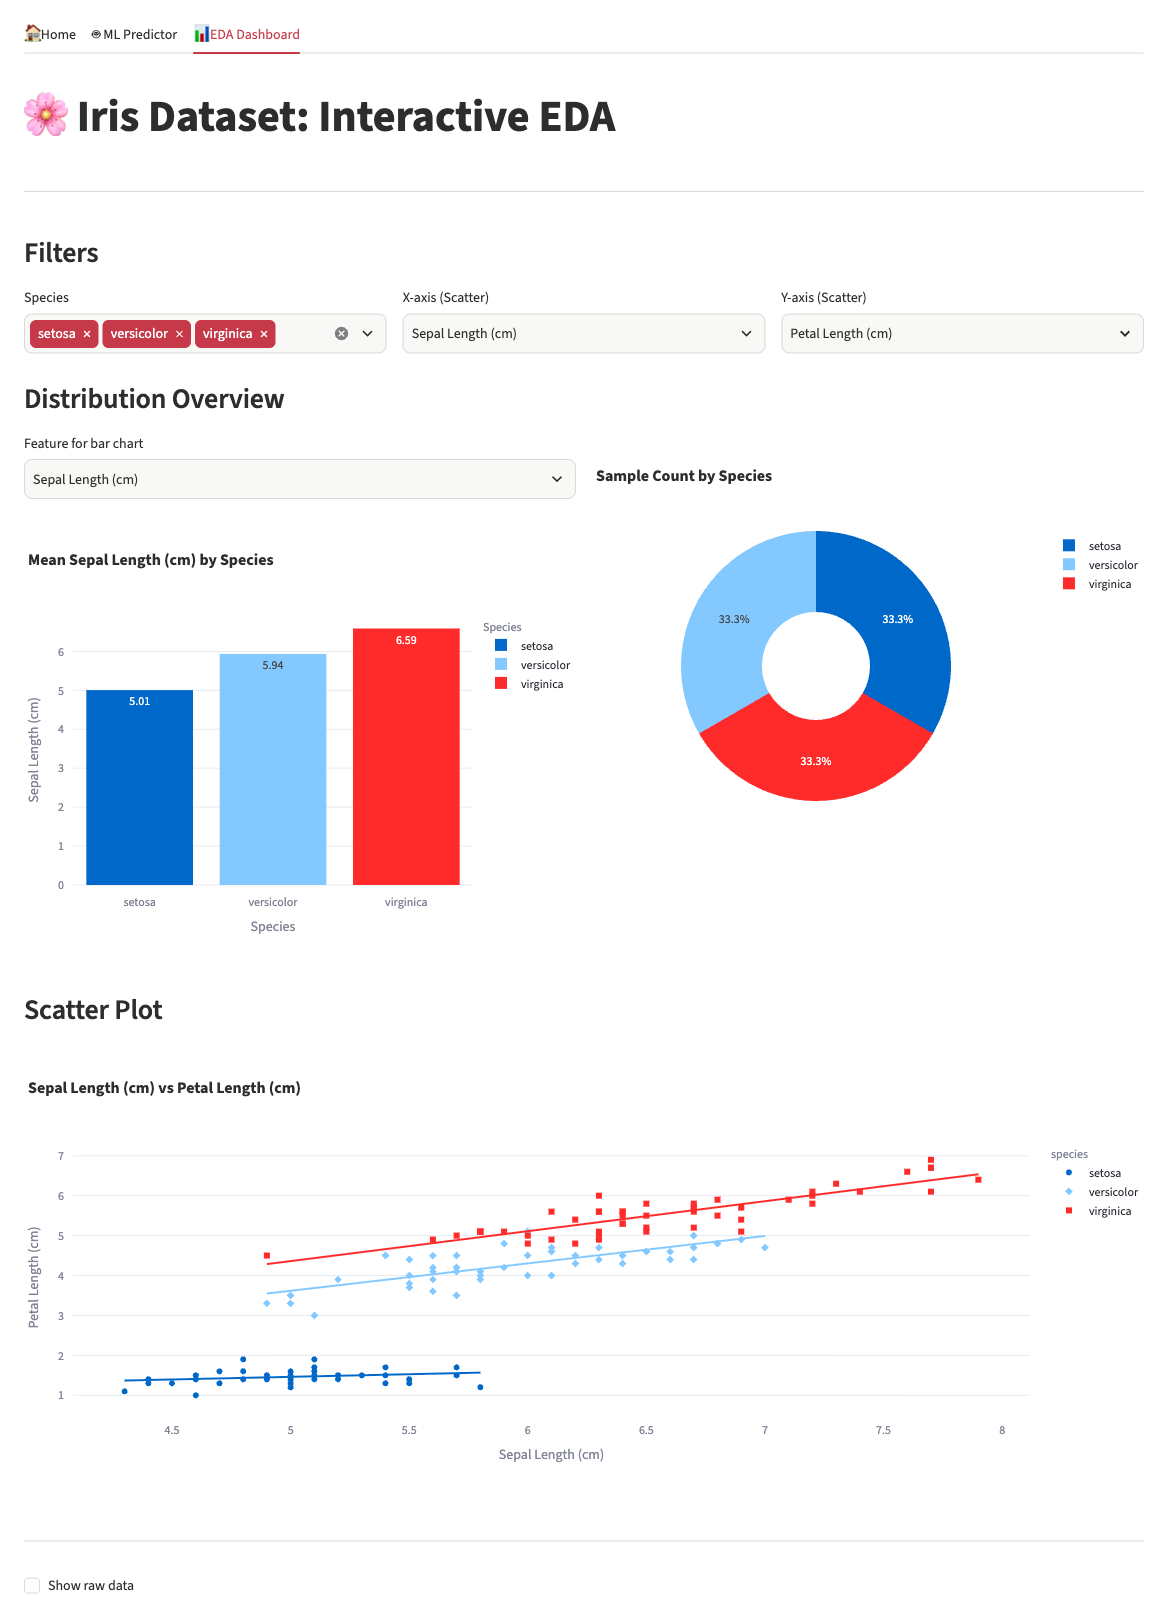 Home ML Predictor EDA Dashboard
Iris Dataset: Interactive EDA
Filters
Species X-axis (Scatter) Y-axis (Scatter)
setosa × versicolor × virginica × Sepal Length (cm) Petal Length (cm)
Distribution Overview
Feature for bar chart
Sepal Length (cm)
Mean Sepal Length (cm) by Species
Species
setosa
versicolor
virginica
6.59
5.94
5.01
6
5
4
3
2
1
0
Sepal Length (cm)
setosa versicolor virginica
Species
Sample Count by Species
setosa
versicolor
virginica
33.3% 33.3%
33.3%
Scatter Plot
Sepal Length (cm) vs Petal Length (cm)
7
6
5
4
3
2
1
Petal Length (cm)
4.5 5 5.5 6 6.5 7 7.5 8
Sepal Length (cm)
species
setosa
versicolor
virginica
Show raw data